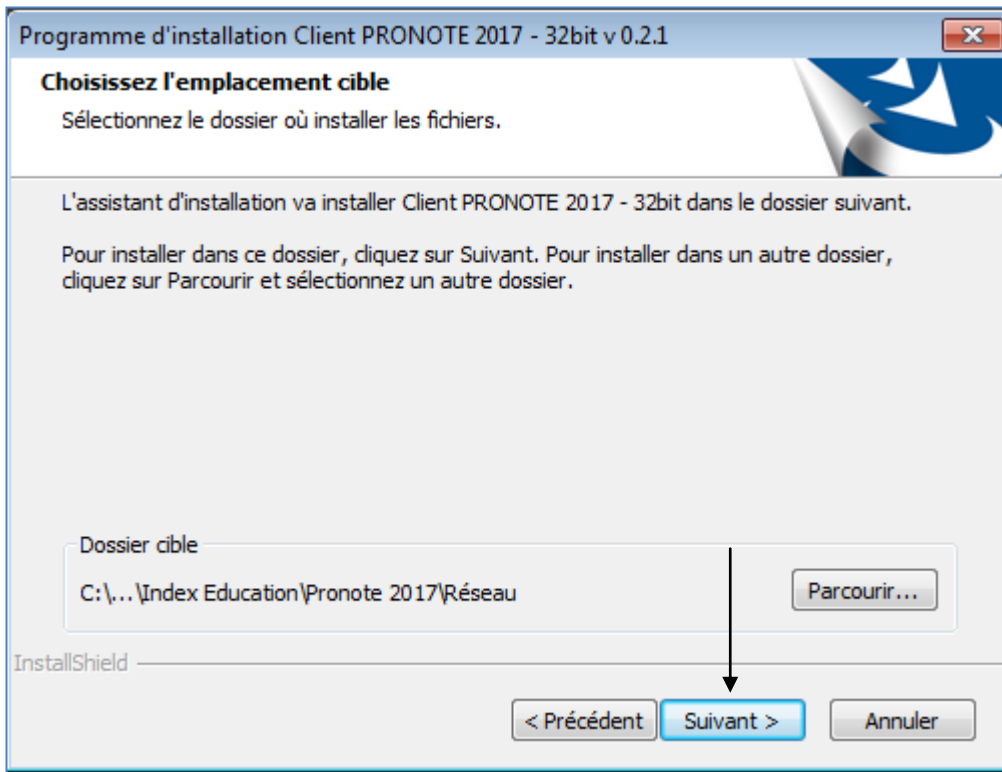 Programme d'installation Client PRONOTE 2017 - 32bit v 0.2.1
Choisissez l'emplacement cible
Sélectionnez le dossier où installer les fichiers.
L'assistant d'installation va installer Client PRONOTE 2017 - 32bit dans le dossier suivant.
Pour installer dans ce dossier, cliquez sur Suivant. Pour installer dans un autre dossier,
cliquez sur Parcourir et sélectionnez un autre dossier.
Dossier cible
C:\...\Index Education\Pronote 2017\Réseau
Parcourir...
InstallShield
< Précédent
Suivant >
Annuler